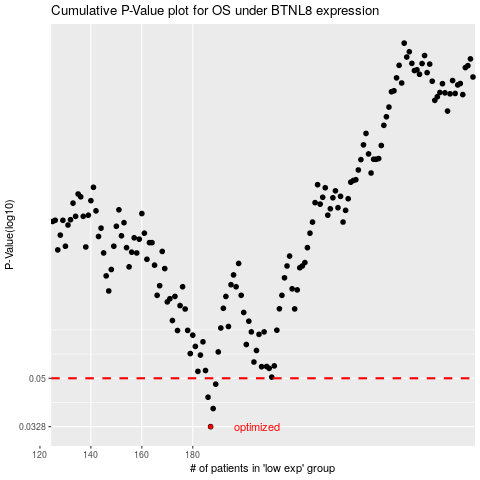 Cumulative P-Value plot for OS under BTNL8 expression
P-Value(log10)
0.05
0.0328
optimized
120 140 160 180
# of patients in 'low exp' group